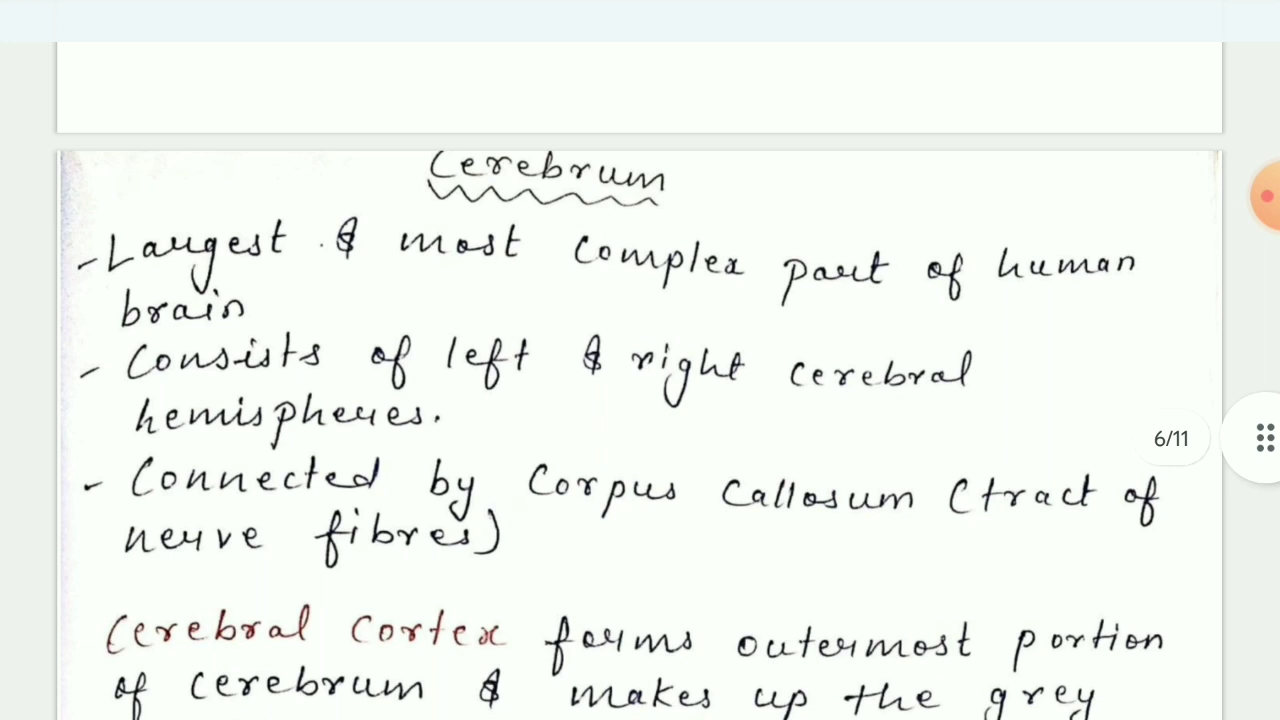 Cerebrum
- Largest & most complex part of human
brain
- Consists of left & right cerebral
hemispheres.
- Connected by Corpus Callosum (tract of
nerve fibres)
6/11
Cerebral Cortex forms outermost portion
of cerebrum & makes up the grey